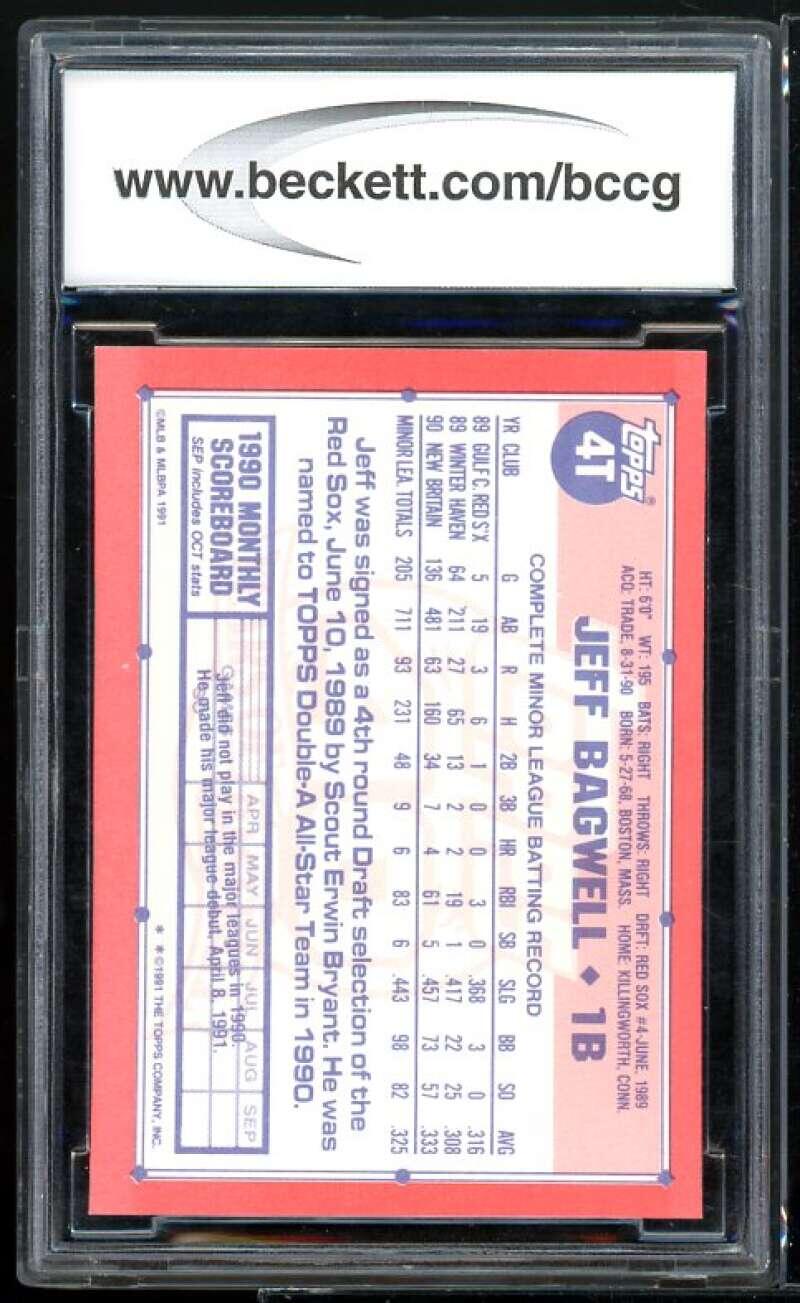 www.beckett.com/bccg
topps®
4T
HT: 6'0" WT: 195 BATS: RIGHT THROWS: RIGHT DRFT: RED SOX #4-JUNE, 1989
ACQ: TRADE, 8-31-90 BORN: 5-27-68, BOSTON, MASS. HOME: KILLINGWORTH, CONN.
JEFF BAGWELL ♦ 1B
COMPLETE MINOR LEAGUE BATTING RECORD
YR CLUB G AB R H 2B 3B HR RBI SB SLG BB SO AVG
89 GULF C. RED S'X 5 19 3 6 1 0 0 3 0 .368 3 0 .316
89 WINTER HAVEN 64 211 27 65 13 2 2 19 1 .417 22 25 .308
90 NEW BRITAIN 136 481 63 160 34 7 4 61 5 .457 73 57 .333
MINOR LEA. TOTALS 205 711 93 231 48 9 6 83 6 .443 98 82 .325
Jeff was signed as a 4th round Draft selection of the
Red Sox, June 10, 1989 by Scout Erwin Bryant. He was
named to TOPPS Double-A All-Star Team in 1990.
1990 MONTHLY
SCOREBOARD
SEP includes OCT stats
APR MAY JUN JUL AUG SEP
Jeff did not play in the major leagues in 1990.
He made his major league debut, April 8, 1991.
©MLB & MLBPA 1991
* * ©1991 THE TOPPS COMPANY, INC.